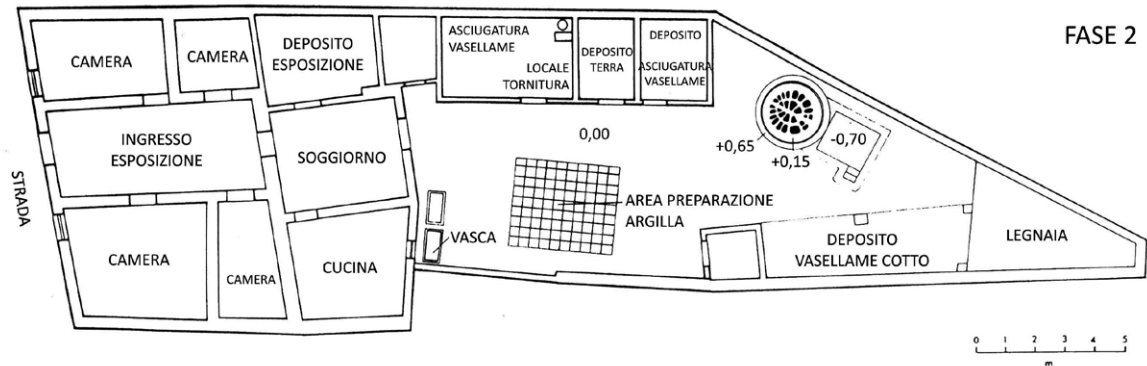 FASE 2
CAMERA
CAMERA
DEPOSITO
ESPOSIZIONE
ASCIUGATURA
VASELLAME
LOCALE
TORNITURA
DEPOSITO
TERRA
DEPOSITO
ASCIUGATURA
VASELLAME
INGRESSO
ESPOSIZIONE
SOGGIORNO
0,00
+0,65
+0,15
-0,70
STRADA
AREA PREPARAZIONE
ARGILLA
VASCA
CAMERA
CAMERA
CUCINA
DEPOSITO
VASELLAME COTTO
LEGNAIA
0 1 2 3 4 5
m